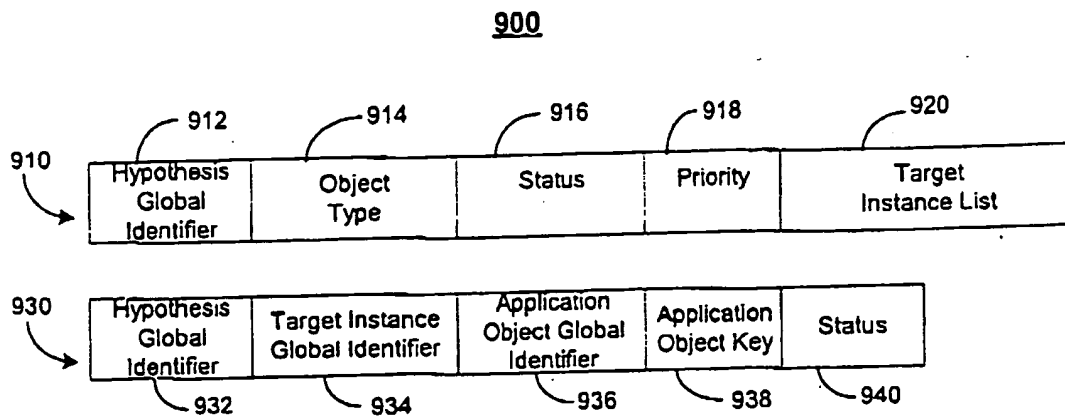 900
912 914 916 918 920
910
Hypothesis Global Identifier
Object Type
Status
Priority
Target Instance List
930
Hypothesis Global Identifier
Target Instance Global Identifier
Application Object Global Identifier
Application Object Key
Status
932 934 936 938 940